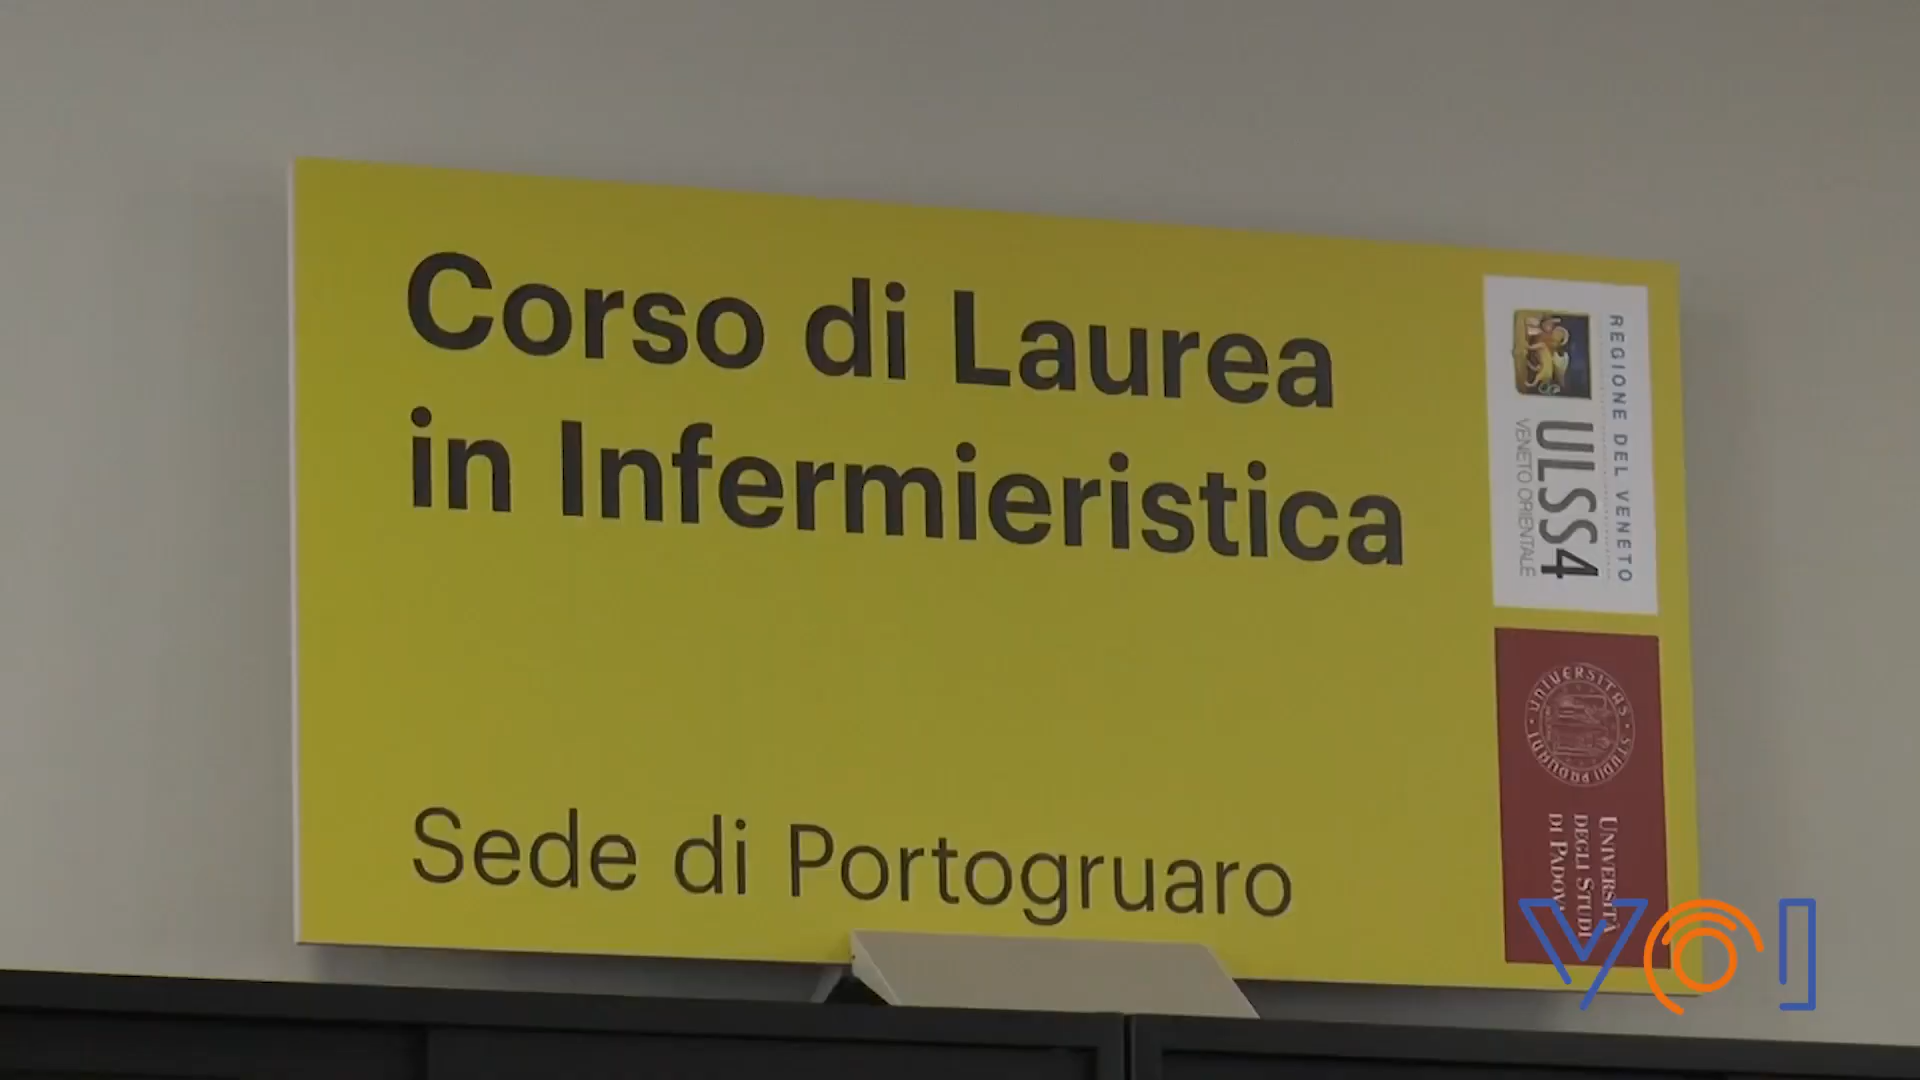 Corso di Laurea
in Infermieristica
Sede di Portogruaro
REGIONE DEL VENETO
ULSS4
VENETO ORIENTALE
UNIVERSITAS STUDII PADUANI
UNIVERSITÀ
DEGLI STUDI
DI PADOVA